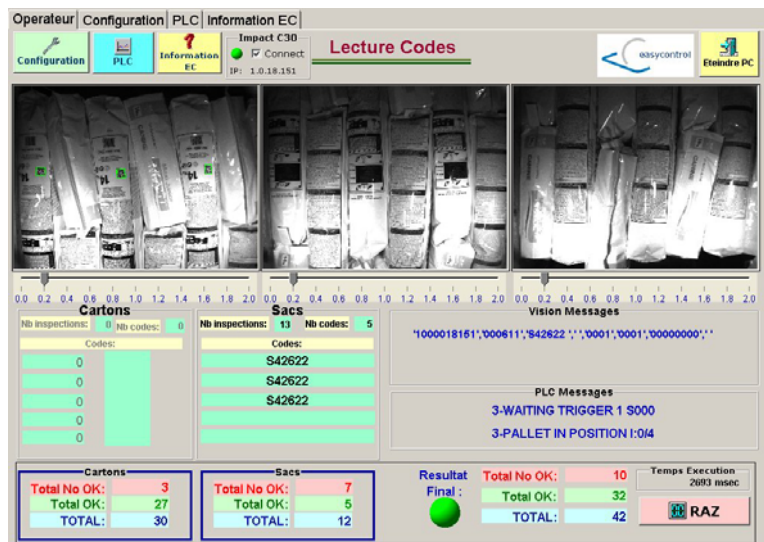 Operateur Configuration PLC Information EC
Configuration
PLC
Information EC
Impact C30
Connect
IP: 1.0.18.151
Lecture Codes
easycontrol
Eteindre PC
0.0 0.2 0.4 0.6 0.8 1.0 1.2 1.4 1.6 1.8 2.0
0.0 0.2 0.4 0.6 0.8 1.0 1.2 1.4 1.6 1.8 2.0
0.0 0.2 0.4 0.6 0.8 1.0 1.2 1.4 1.6 1.8 2.0
Cartons
Nb inspections: 0 Nb codes: 0
Codes:
0
0
0
0
0
Sacs
Nb inspections: 13 Nb codes: 5
Codes:
S42622
S42622
S42622
Vision Messages
'1000018151','000611','S42622 ',' ','0001','0001','00000000',' '
PLC Messages
3-WAITING TRIGGER 1 S000
3-PALLET IN POSITION I:0/4
Cartons
Total No OK: 3
Total OK: 27
TOTAL: 30
Sacs
Total No OK: 7
Total OK: 5
TOTAL: 12
Resultat Final :
Total No OK: 10
Total OK: 32
TOTAL: 42
Temps Execution
2693 msec
RAZ